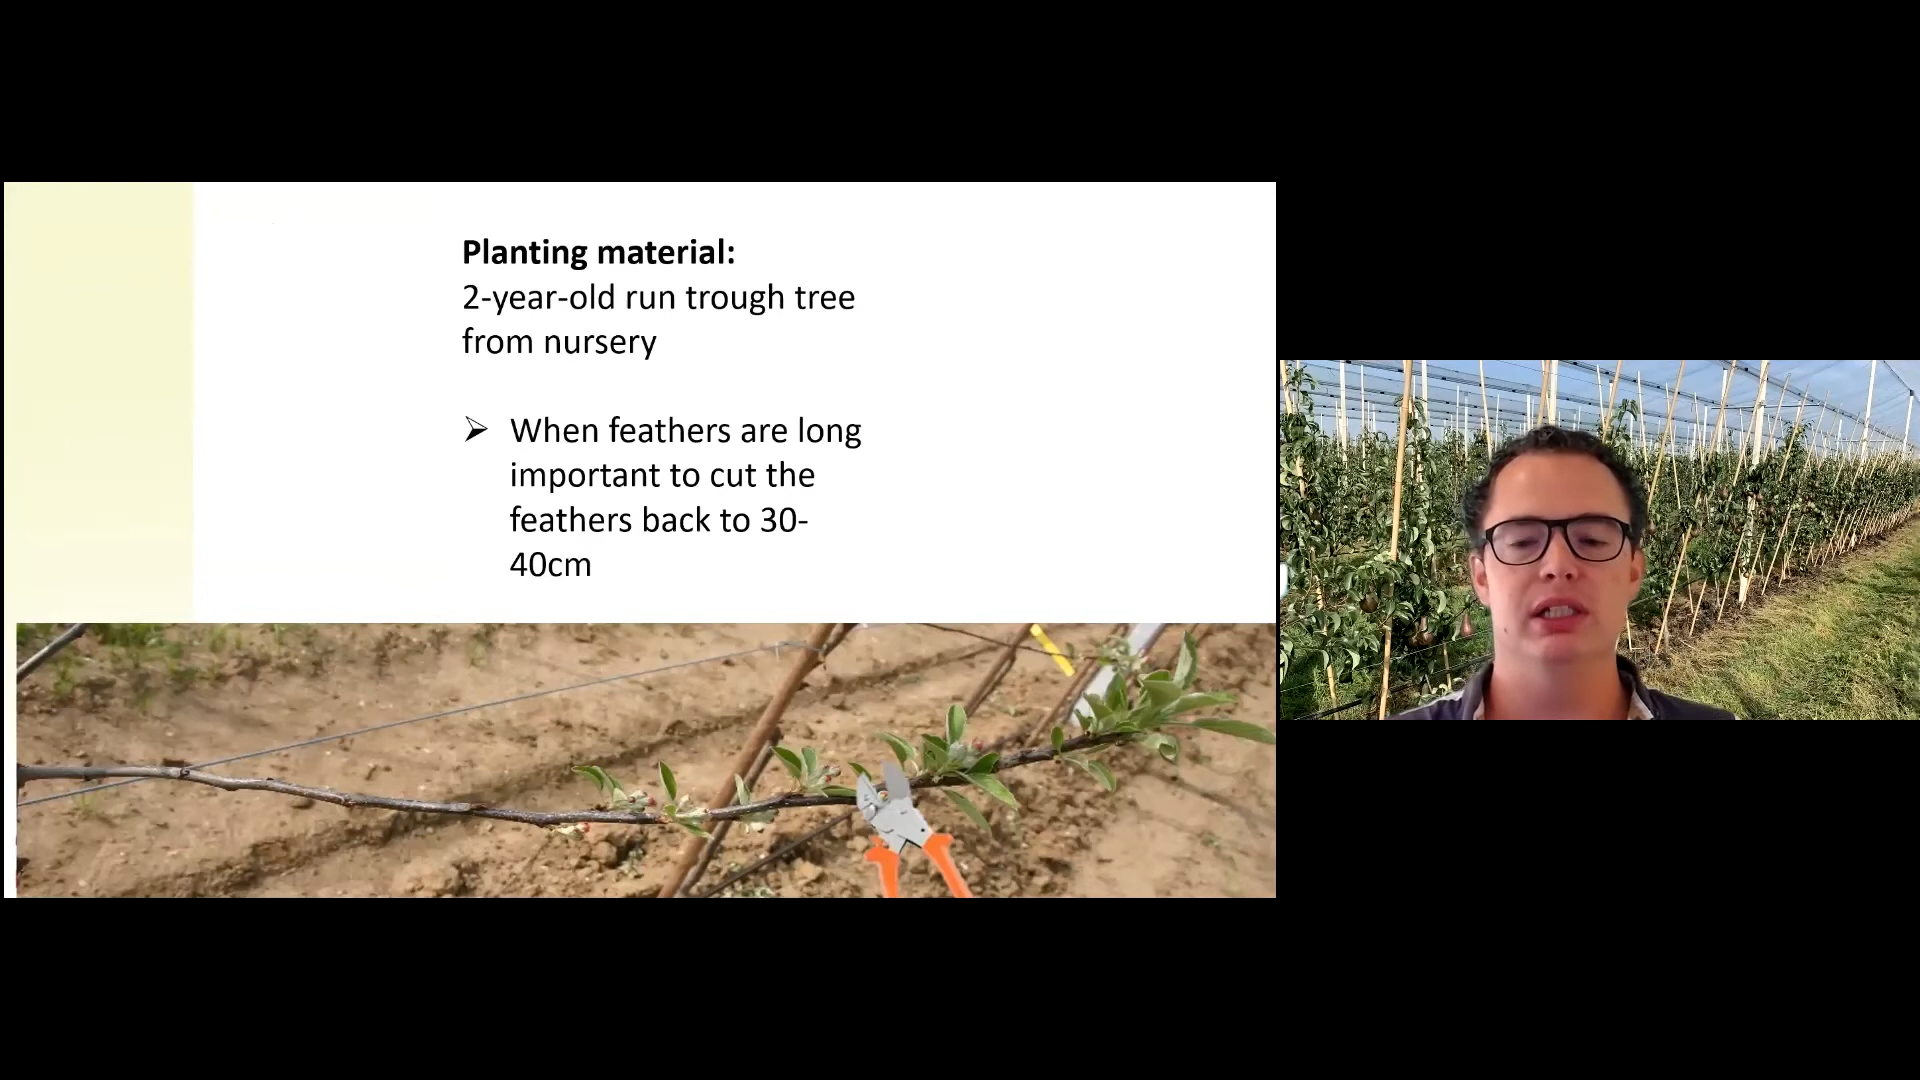 Planting material:
2-year-old run trough tree
from nursery
➢ When feathers are long
important to cut the
feathers back to 30-
40cm